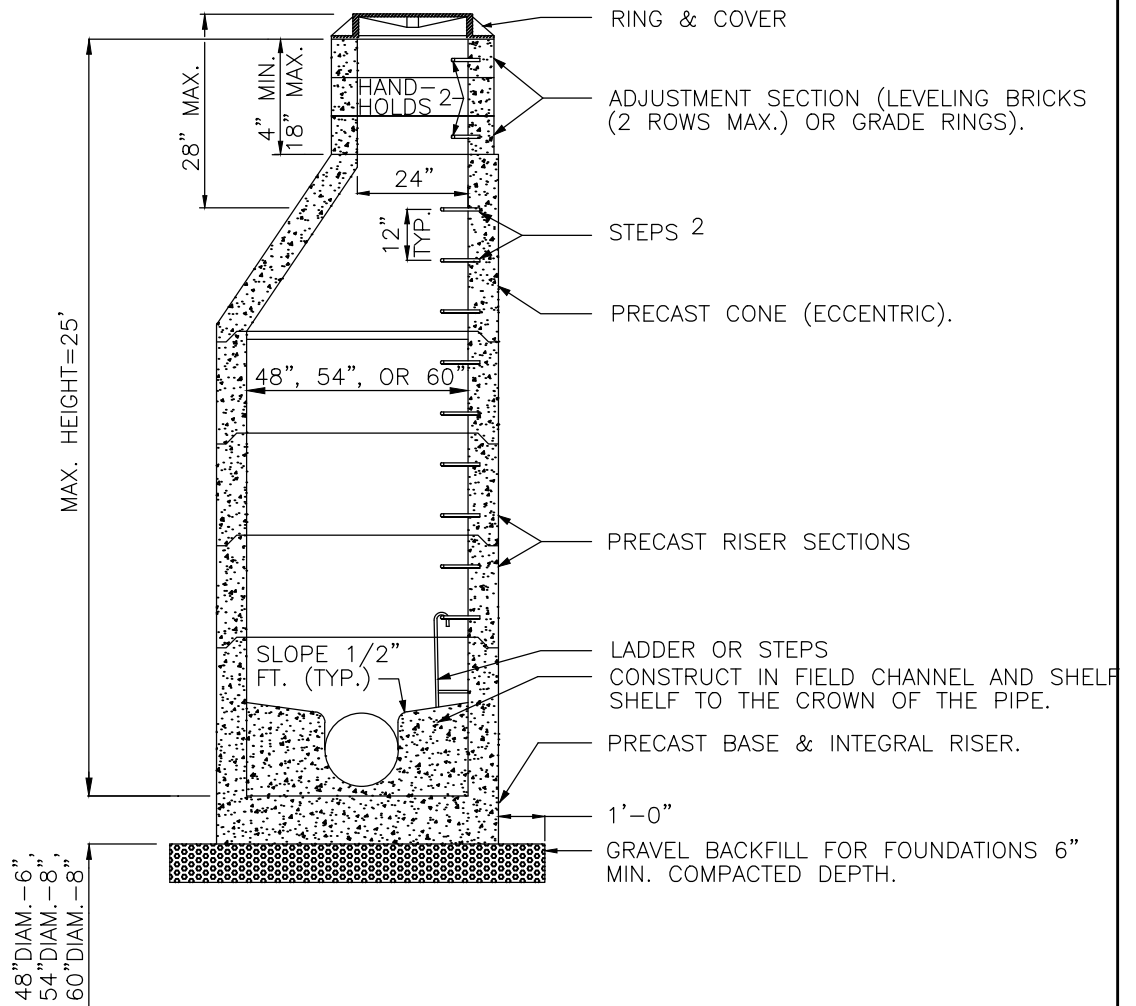 RING & COVER
28" MAX.
4" MIN.
18" MAX.
HAND-
HOLDS 2
ADJUSTMENT SECTION (LEVELING BRICKS
(2 ROWS MAX.) OR GRADE RINGS).
24"
12"
TYP.
STEPS 2
PRECAST CONE (ECCENTRIC).
MAX. HEIGHT=25'
48", 54", OR 60"
PRECAST RISER SECTIONS
SLOPE 1/2"
FT. (TYP.)
LADDER OR STEPS
CONSTRUCT IN FIELD CHANNEL AND SHELF
SHELF TO THE CROWN OF THE PIPE.
PRECAST BASE & INTEGRAL RISER.
1'-0"
GRAVEL BACKFILL FOR FOUNDATIONS 6"
MIN. COMPACTED DEPTH.
48"DIAM.-6",
54"DIAM.-8",
60"DIAM.-8"